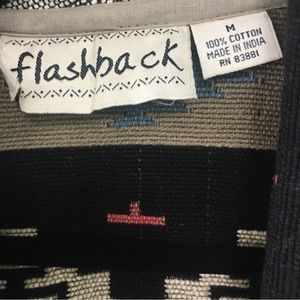 flashback
M
100% COTTON
MADE IN INDIA
RN 83881